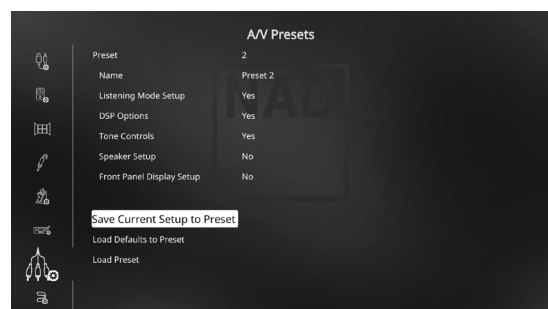 A/V Presets
Preset 2
Name Preset 2
Listening Mode Setup Yes
DSP Options Yes
Tone Controls Yes
Speaker Setup No
Front Panel Display Setup No
Save Current Setup to Preset
Load Defaults to Preset
Load Preset
NAD